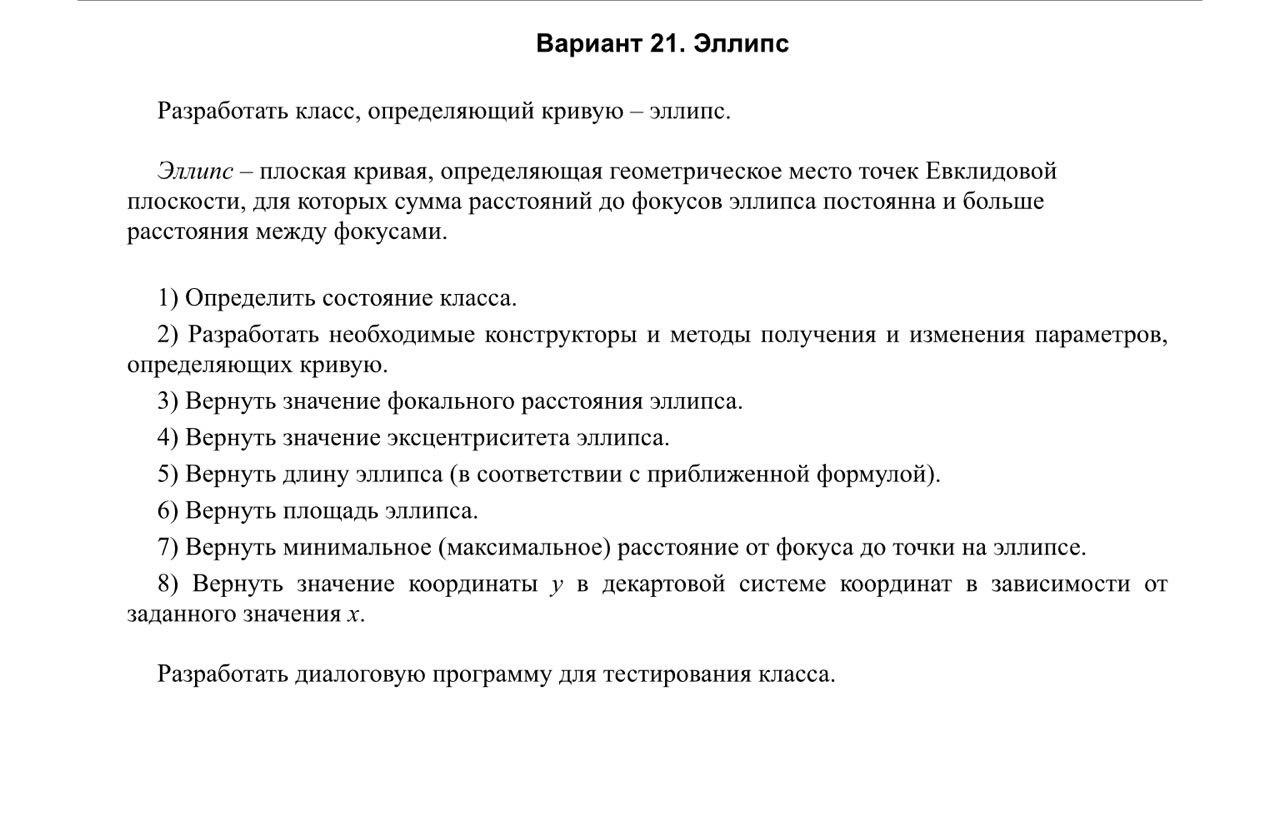 Вариант 21. Эллипс
Разработать класс, определяющий кривую – эллипс.
Эллипс – плоская кривая, определяющая геометрическое место точек Евклидовой
плоскости, для которых сумма расстояний до фокусов эллипса постоянна и больше
расстояния между фокусами.
1) Определить состояние класса.
2) Разработать необходимые конструкторы и методы получения и изменения параметров,
определяющих кривую.
3) Вернуть значение фокального расстояния эллипса.
4) Вернуть значение эксцентриситета эллипса.
5) Вернуть длину эллипса (в соответствии с приближенной формулой).
6) Вернуть площадь эллипса.
7) Вернуть минимальное (максимальное) расстояние от фокуса до точки на эллипсе.
8) Вернуть значение координаты y в декартовой системе координат в зависимости от
заданного значения x.
Разработать диалоговую программу для тестирования класса.